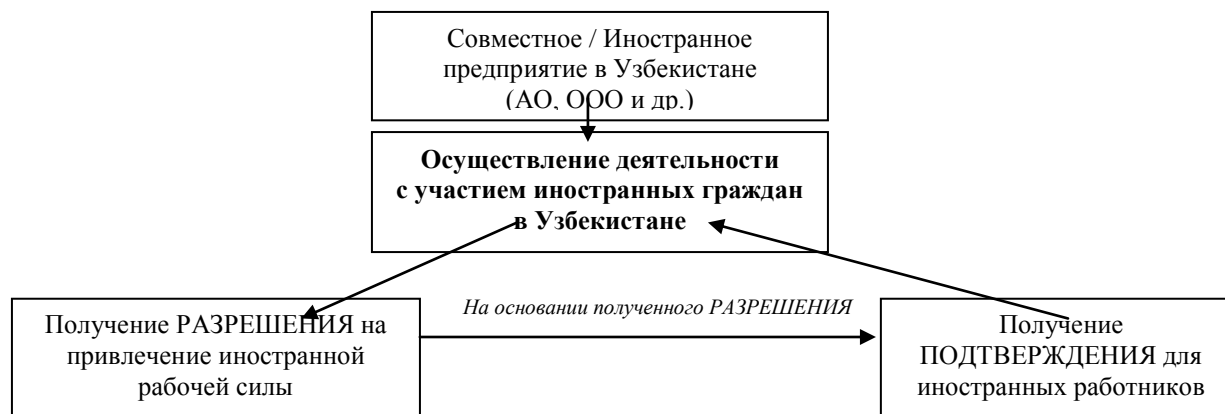 Совместное / Иностранное
предприятие в Узбекистане
(АО, ООО и др.)
Осуществление деятельности
с участием иностранных граждан
в Узбекистане
На основании полученного РАЗРЕШЕНИЯ
Получение РАЗРЕШЕНИЯ на
привлечение иностранной
рабочей силы
Получение
ПОДТВЕРЖДЕНИЯ для
иностранных работников